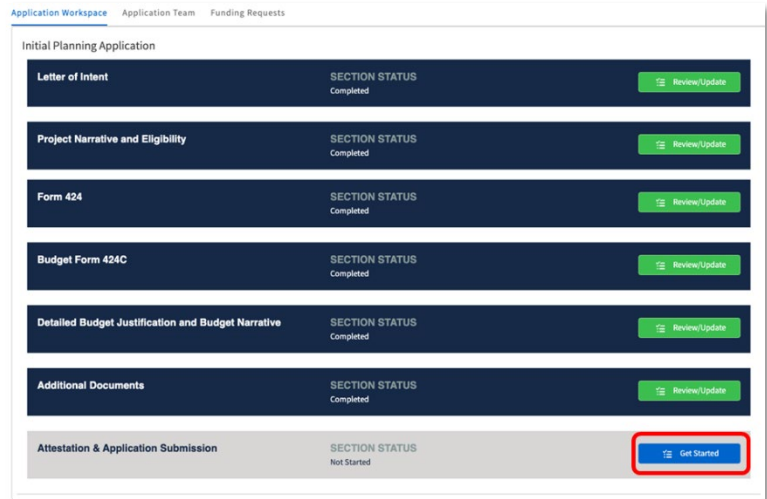 Application Workspace Application Team Funding Requests
Initial Planning Application
Letter of Intent SECTION STATUS Review/Update
Completed
Project Narrative and Eligibility SECTION STATUS Review/Update
Completed
Form 424 SECTION STATUS Review/Update
Completed
Budget Form 424C SECTION STATUS Review/Update
Completed
Detailed Budget Justification and Budget Narrative SECTION STATUS Review/Update
Completed
Additional Documents SECTION STATUS Review/Update
Completed
Attestation & Application Submission SECTION STATUS Get Started
Not Started